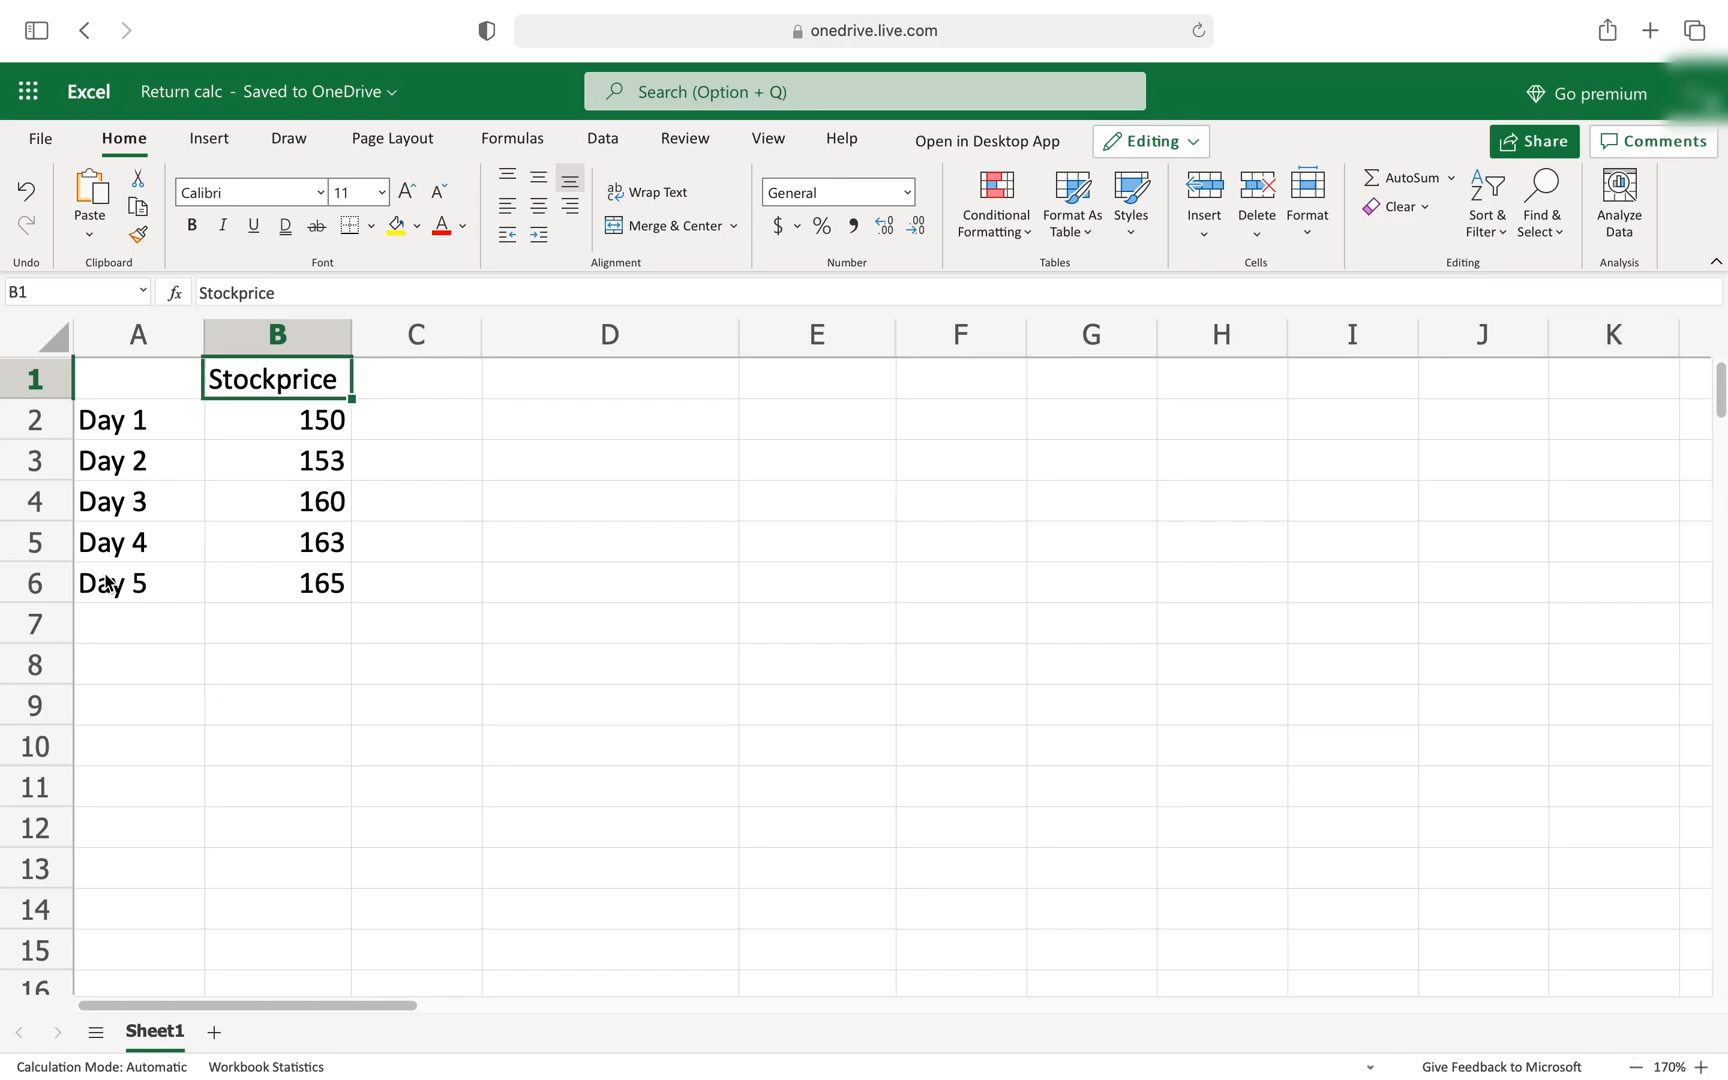 onedrive.live.com
Excel Return calc - Saved to OneDrive Search (Option + Q) Go premium
File Home Insert Draw Page Layout Formulas Data Review View Help Open in Desktop App Editing Share Comments
Paste Calibri 11 Wrap Text General Conditional Formatting Format As Table Styles Insert Delete Format AutoSum Sort & Filter Find & Select Analyze Data
B I U D ab Merge & Center $ % Clear
Undo Clipboard Font Alignment Number Tables Cells Editing Analysis
B1 fx Stockprice
A B C D E F G H I J K
1 Stockprice
2 Day 1 150
3 Day 2 153
4 Day 3 160
5 Day 4 163
6 Day 5 165
7
8
9
10
11
12
13
14
15
16
Sheet1
Calculation Mode: Automatic Workbook Statistics Give Feedback to Microsoft 170%